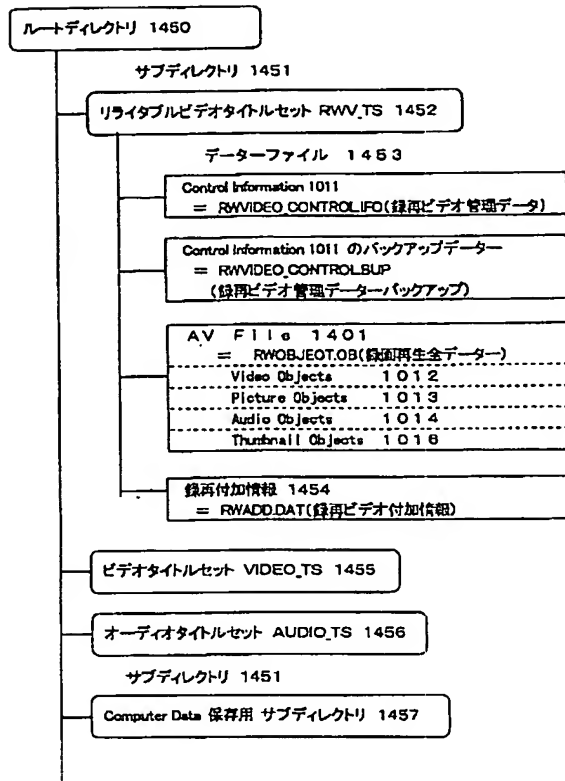 ルートディレクトリ 1450
サブディレクトリ 1451
リライタブルビデオタイトルセット RWV_TS 1452
データーファイル 1453
Control Information 1011
= RWVIDEO_CONTROL.IFO(録再ビデオ管理データ)
Control Information 1011 のバックアップデーター
= RWVIDEO_CONTROL.BUP
(録再ビデオ管理データーバックアップ)
AV File 1401
= RWOBJEOT.OB(録画再生全データー)
Video Objects 1012
Picture Objects 1013
Audio Objects 1014
Thumbnail Objects 1016
録再付加情報 1454
= RWADD.DAT(録再ビデオ付加情報)
ビデオタイトルセット VIDEO_TS 1455
オーディオタイトルセット AUDIO_TS 1456
サブディレクトリ 1451
Computer Data 保存用 サブディレクトリ 1457